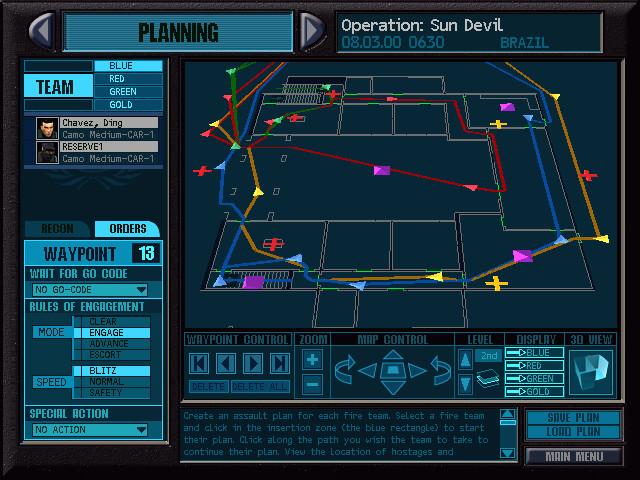 PLANNING
Operation: Sun Devil
08.03.00 0630 BRAZIL
TEAM
BLUE
RED
GREEN
GOLD
Chavez, Ding
Camo Medium-CAR-1
RESERVE1
Camo Medium-CAR-1
RECON
ORDERS
WAYPOINT 13
WAIT FOR GO CODE
NO GO-CODE
RULES OF ENGAGEMENT
MODE
CLEAR
ENGAGE
ADVANCE
ESCORT
SPEED
BLITZ
NORMAL
SAFETY
SPECIAL ACTION
NO ACTION
WAYPOINT CONTROL
DELETE
DELETE ALL
ZOOM
MAP CONTROL
LEVEL
2nd
DISPLAY
BLUE
RED
GREEN
GOLD
3D VIEW
Create an assault plan for each fire team. Select a fire team
and click in the insertion zone (the blue rectangle) to start
their plan. Click along the path you wish the team to take to
continue their plan. View the location of hostages and
SAVE PLAN
LOAD PLAN
MAIN MENU